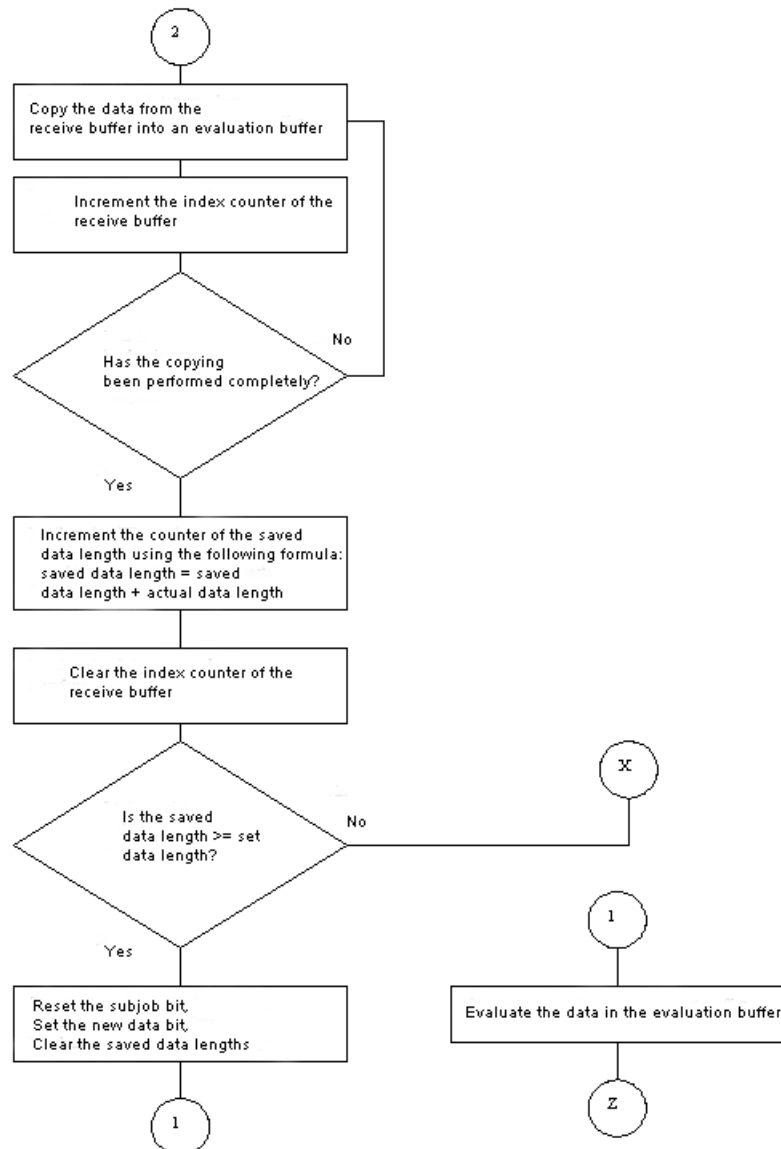 2
Copy the data from the
receive buffer into an evaluation buffer
Increment the index counter of the
receive buffer
No
Has the copying
been performed completely?
Yes
Increment the counter of the saved
data length using the following formula:
saved data length = saved
data length + actual data length
Clear the index counter of the
receive buffer
X
Is the saved
data length >= set
data length?
No
Yes
Reset the subjob bit,
Set the new data bit,
Clear the saved data lengths
1
1
Evaluate the data in the evaluation buffer
Z